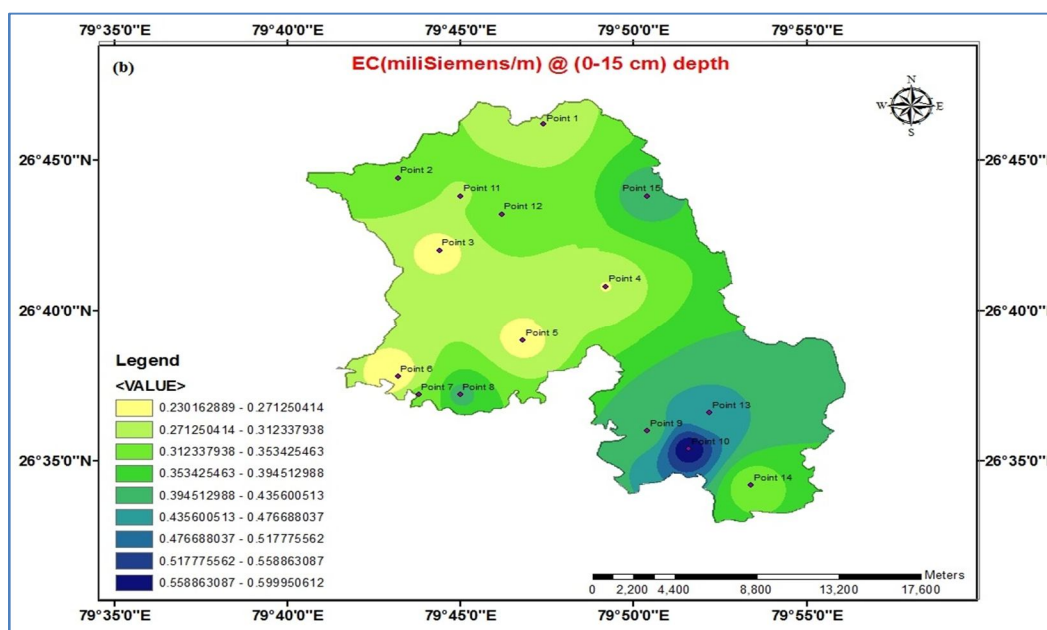 79°35'0"E 79°40'0"E 79°45'0"E 79°50'0"E 79°55'0"E
(b)
EC(miliSiemens/m) @ (0-15 cm) depth
N
W E
S
26°45'0"N 26°45'0"N
26°40'0"N 26°40'0"N
26°35'0"N 26°35'0"N
Point 1
Point 2
Point 11
Point 15
Point 12
Point 3
Point 4
Point 5
Point 6
Point 7 Point 8
Point 13
Point 9
Point 10
Point 14
Legend
<VALUE>
0.230162889 - 0.271250414
0.271250414 - 0.312337938
0.312337938 - 0.353425463
0.353425463 - 0.394512988
0.394512988 - 0.435600513
0.435600513 - 0.476688037
0.476688037 - 0.517775562
0.517775562 - 0.558863087
0.558863087 - 0.599950612
Meters
0 2,200 4,400 8,800 13,200 17,600
79°35'0"E 79°40'0"E 79°45'0"E 79°50'0"E 79°55'0"E